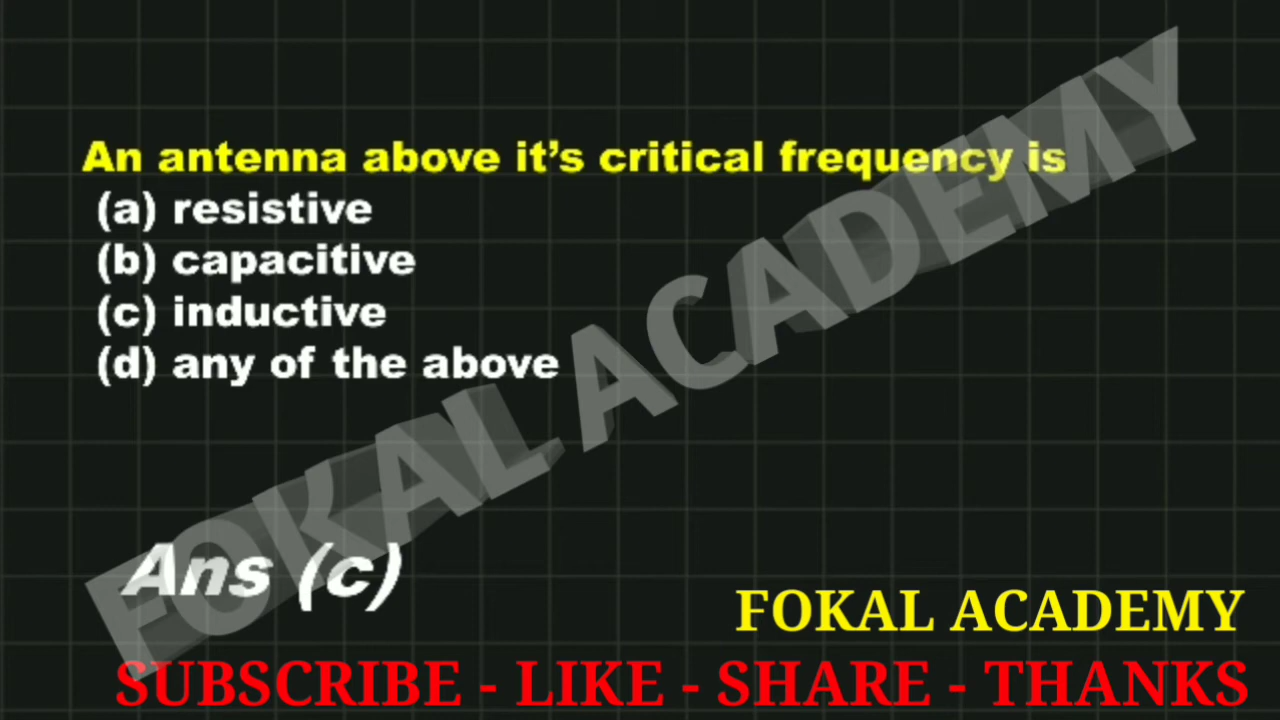 An antenna above it’s critical frequency is
(a) resistive
(b) capacitive
(c) inductive
(d) any of the above
FOKAL ACADEMY
Ans (c)
FOKAL ACADEMY
SUBSCRIBE - LIKE - SHARE - THANKS